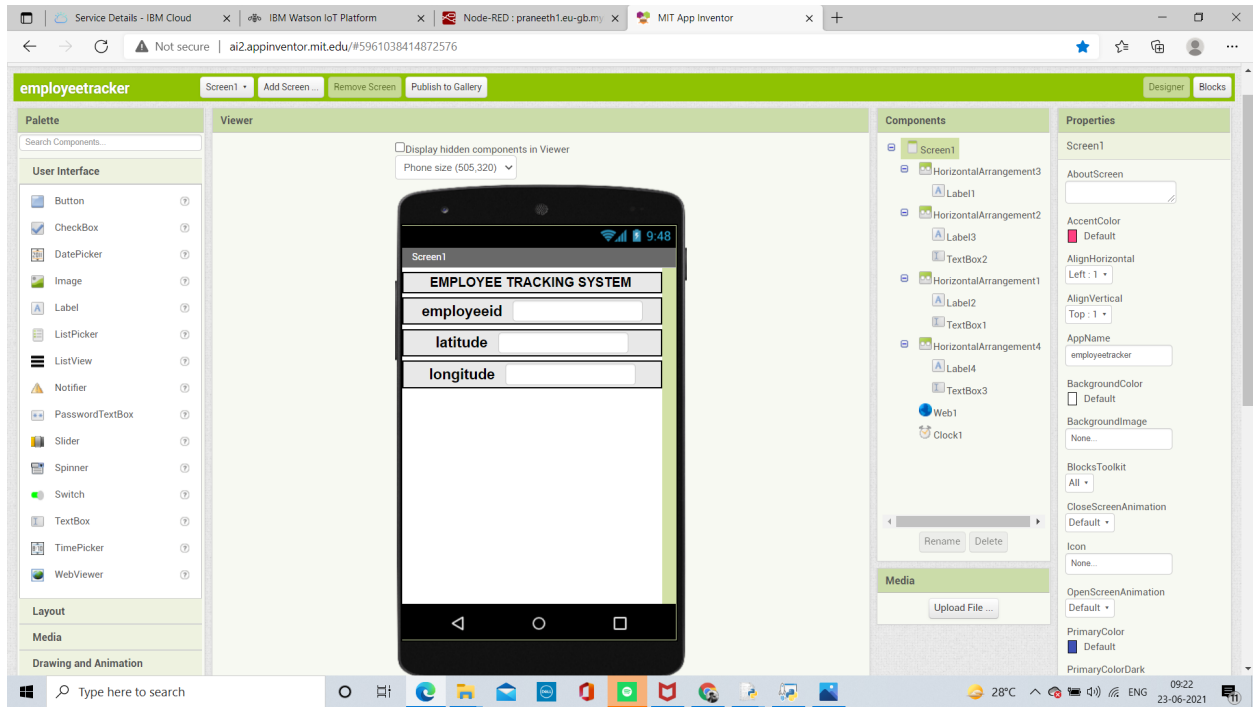 Service Details - IBM Cloud
IBM Watson IoT Platform
Node-RED : praneeth1.eu-gb.my
MIT App Inventor
Not secure | ai2.appinventor.mit.edu/#5961038414872576
employeetracker
Screen1
Add Screen ...
Remove Screen
Publish to Gallery
Designer
Blocks
Palette
Search Components...
User Interface
Button
CheckBox
DatePicker
Image
Label
ListPicker
ListView
Notifier
PasswordTextBox
Slider
Spinner
Switch
TextBox
TimePicker
WebViewer
Layout
Media
Drawing and Animation
Viewer
Display hidden components in Viewer
Phone size (505,320)
9:48
Screen1
EMPLOYEE TRACKING SYSTEM
employeeid
latitude
longitude
Components
Screen1
HorizontalArrangement3
Label1
HorizontalArrangement2
Label3
TextBox2
HorizontalArrangement1
Label2
TextBox1
HorizontalArrangement4
Label4
TextBox3
Web1
Clock1
Rename
Delete
Media
Upload File ...
Properties
Screen1
AboutScreen
AccentColor
Default
AlignHorizontal
Left : 1
AlignVertical
Top : 1
AppName
employeetracker
BackgroundColor
Default
BackgroundImage
None...
BlocksToolkit
All
CloseScreenAnimation
Default
Icon
None...
OpenScreenAnimation
Default
PrimaryColor
Default
PrimaryColorDark
Type here to search
28°C
ENG
09:22
23-06-2021